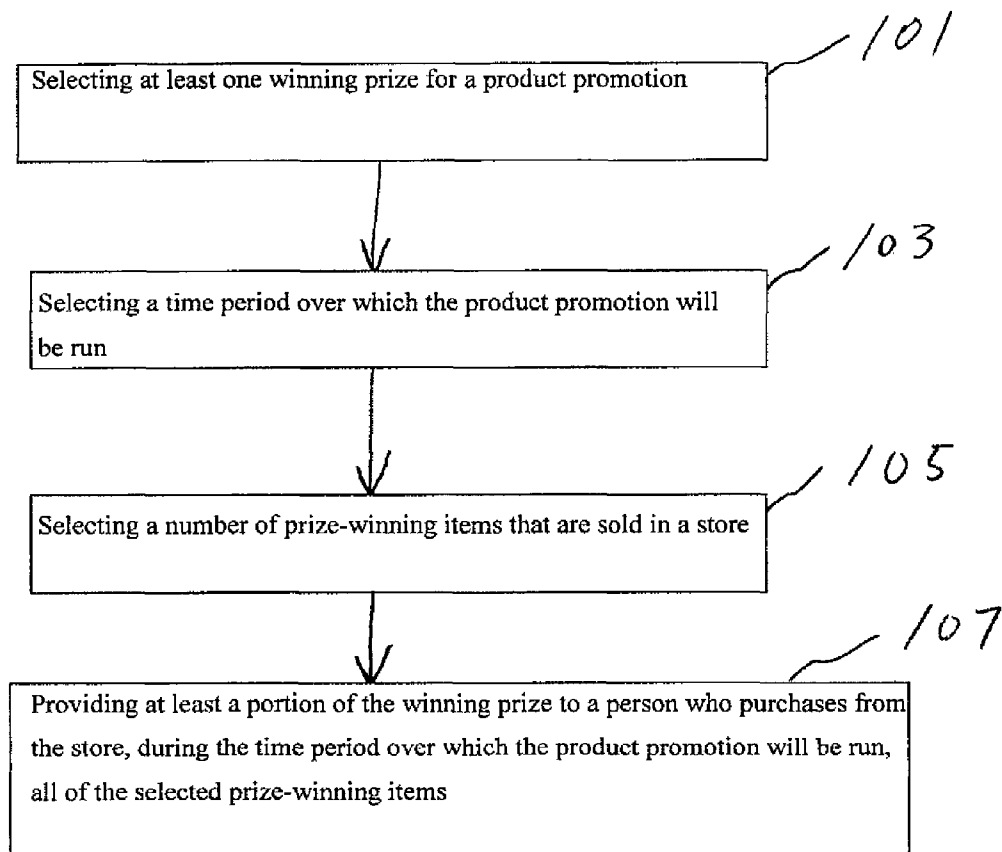 101
Selecting at least one winning prize for a product promotion
103
Selecting a time period over which the product promotion will
be run
105
Selecting a number of prize-winning items that are sold in a store
107
Providing at least a portion of the winning prize to a person who purchases from
the store, during the time period over which the product promotion will be run,
all of the selected prize-winning items